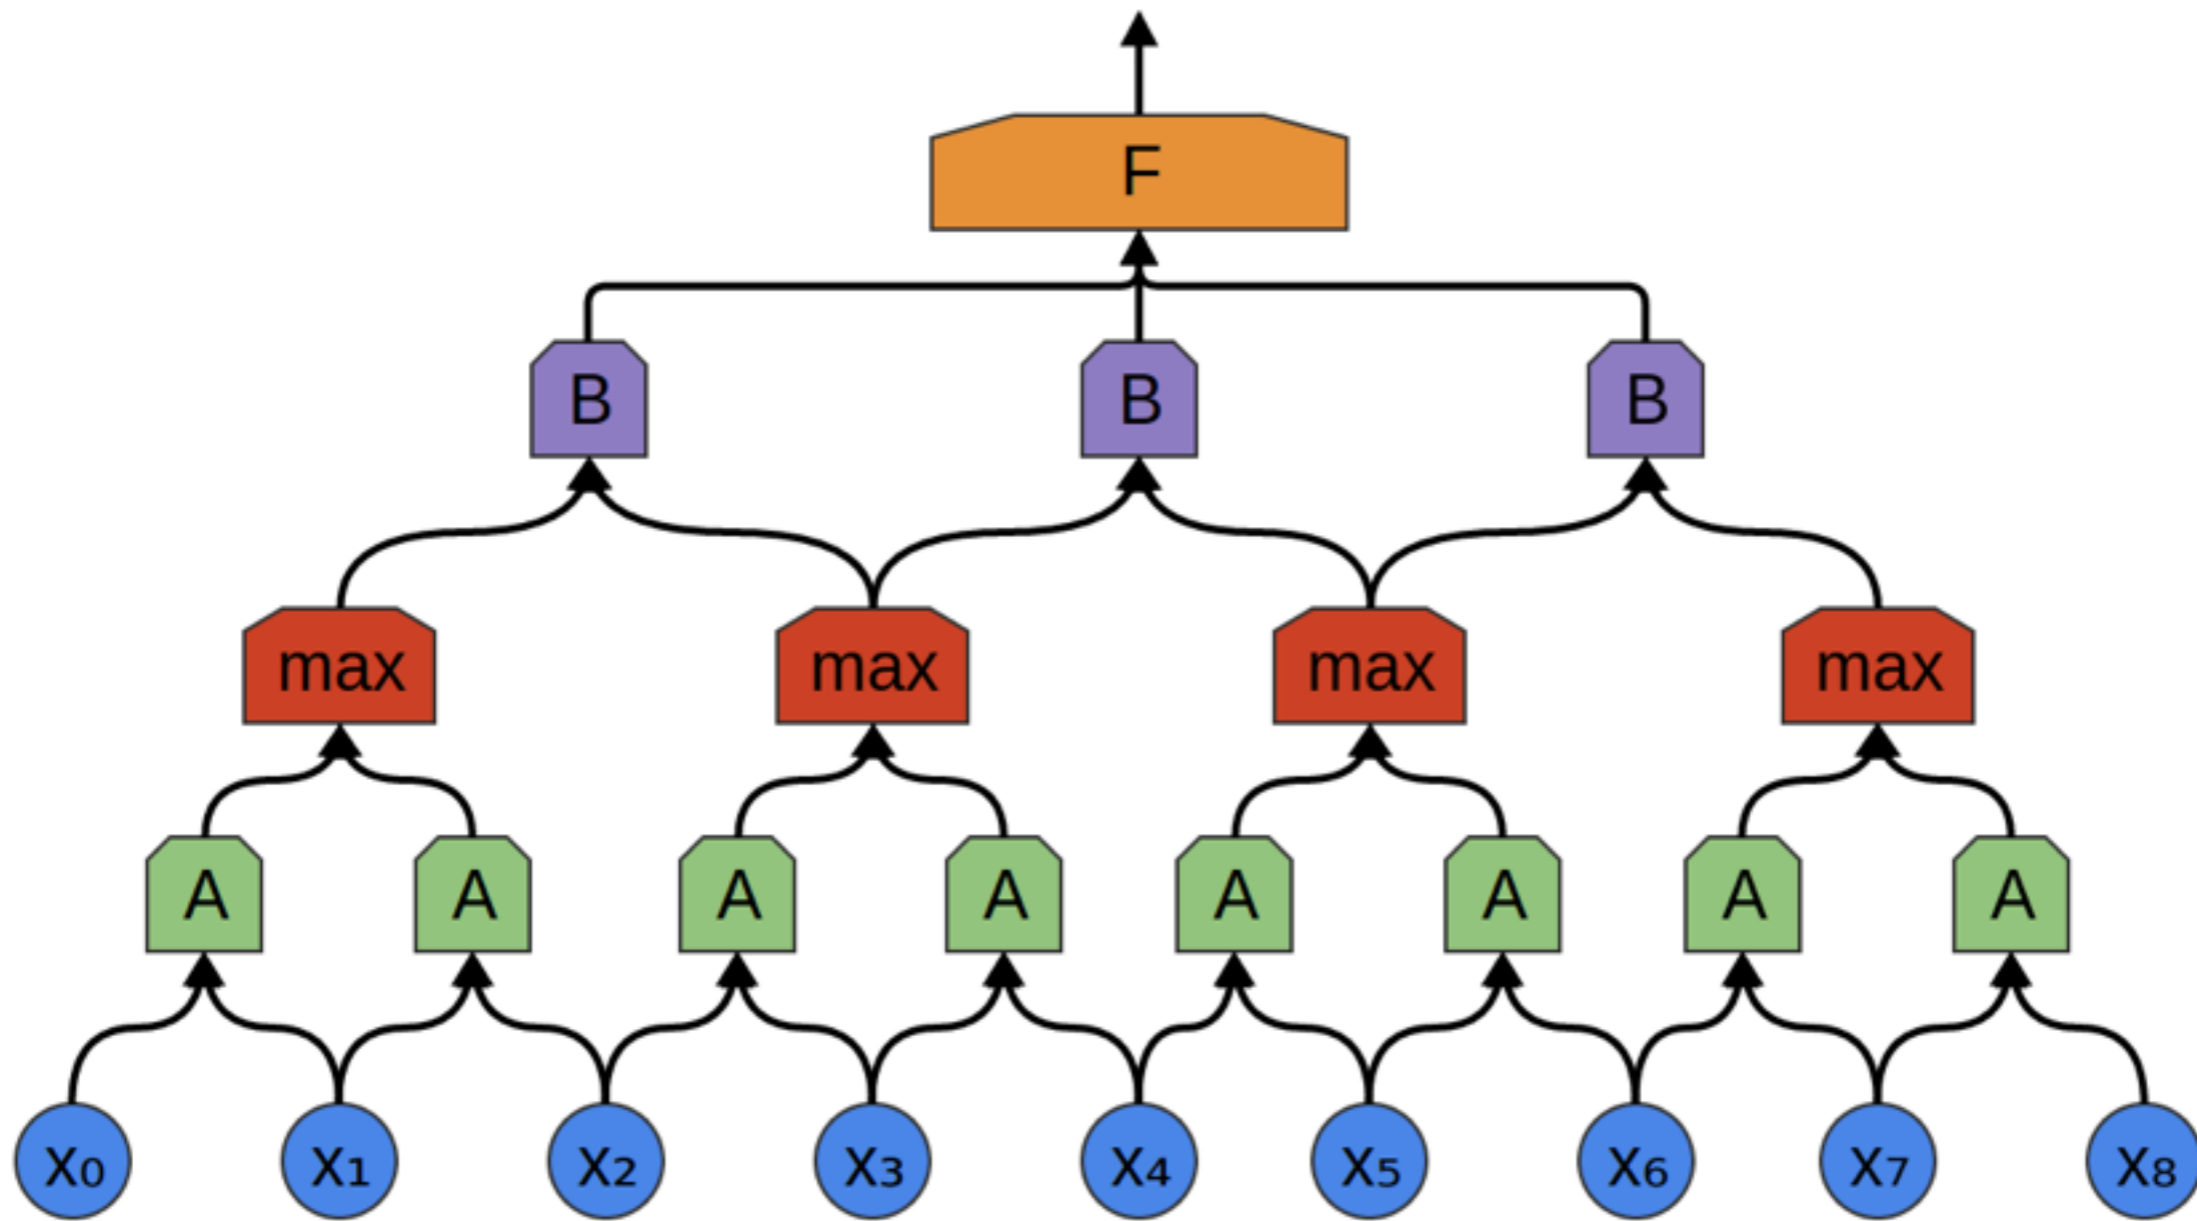 F
B B B
max max max max
A A A A A A A A
x₀ x₁ x₂ x₃ x₄ x₅ x₆ x₇ x₈